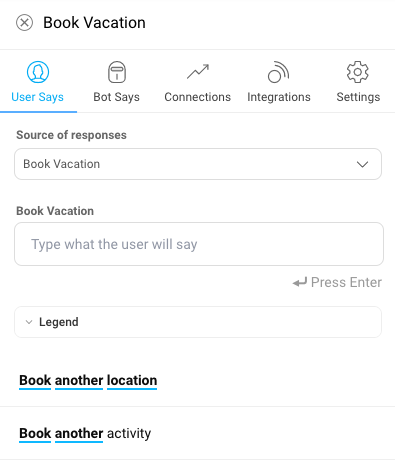 Book Vacation
User Says Bot Says Connections Integrations Settings
Source of responses
Book Vacation
Book Vacation
Type what the user will say
Press Enter
Legend
Book another location
Book another activity